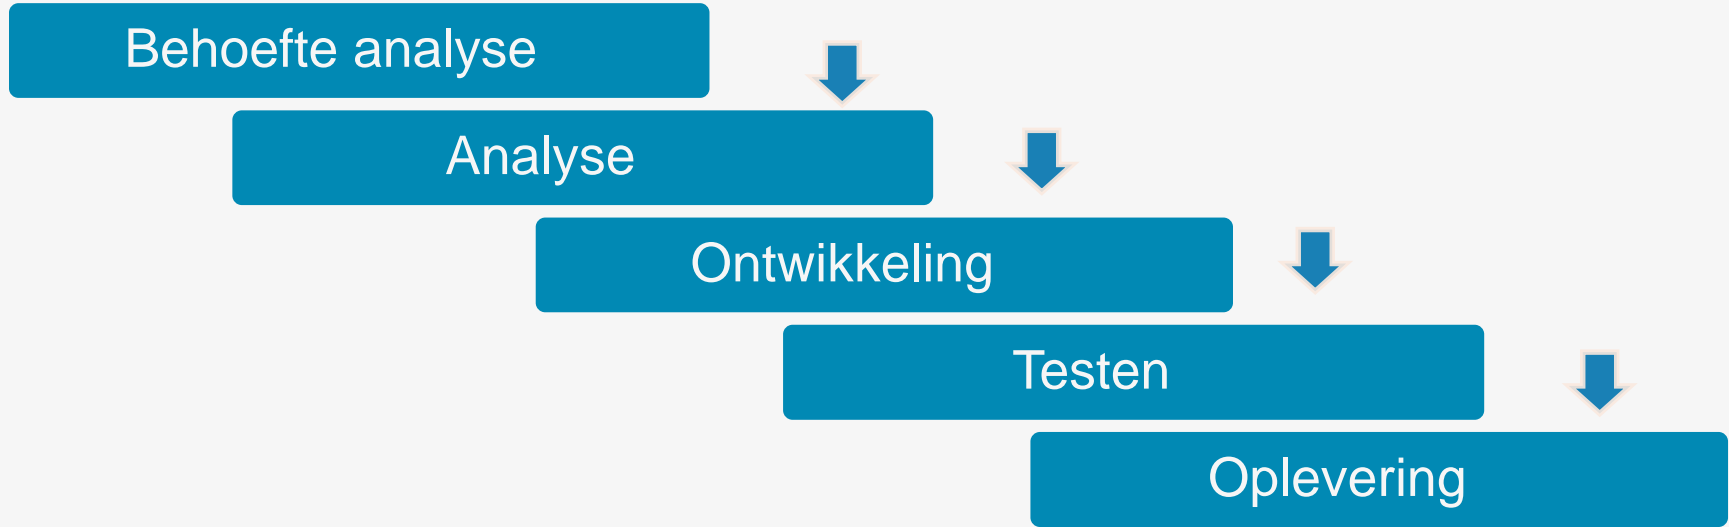 Behoefte analyse
Analyse
Ontwikkeling
Testen
Oplevering